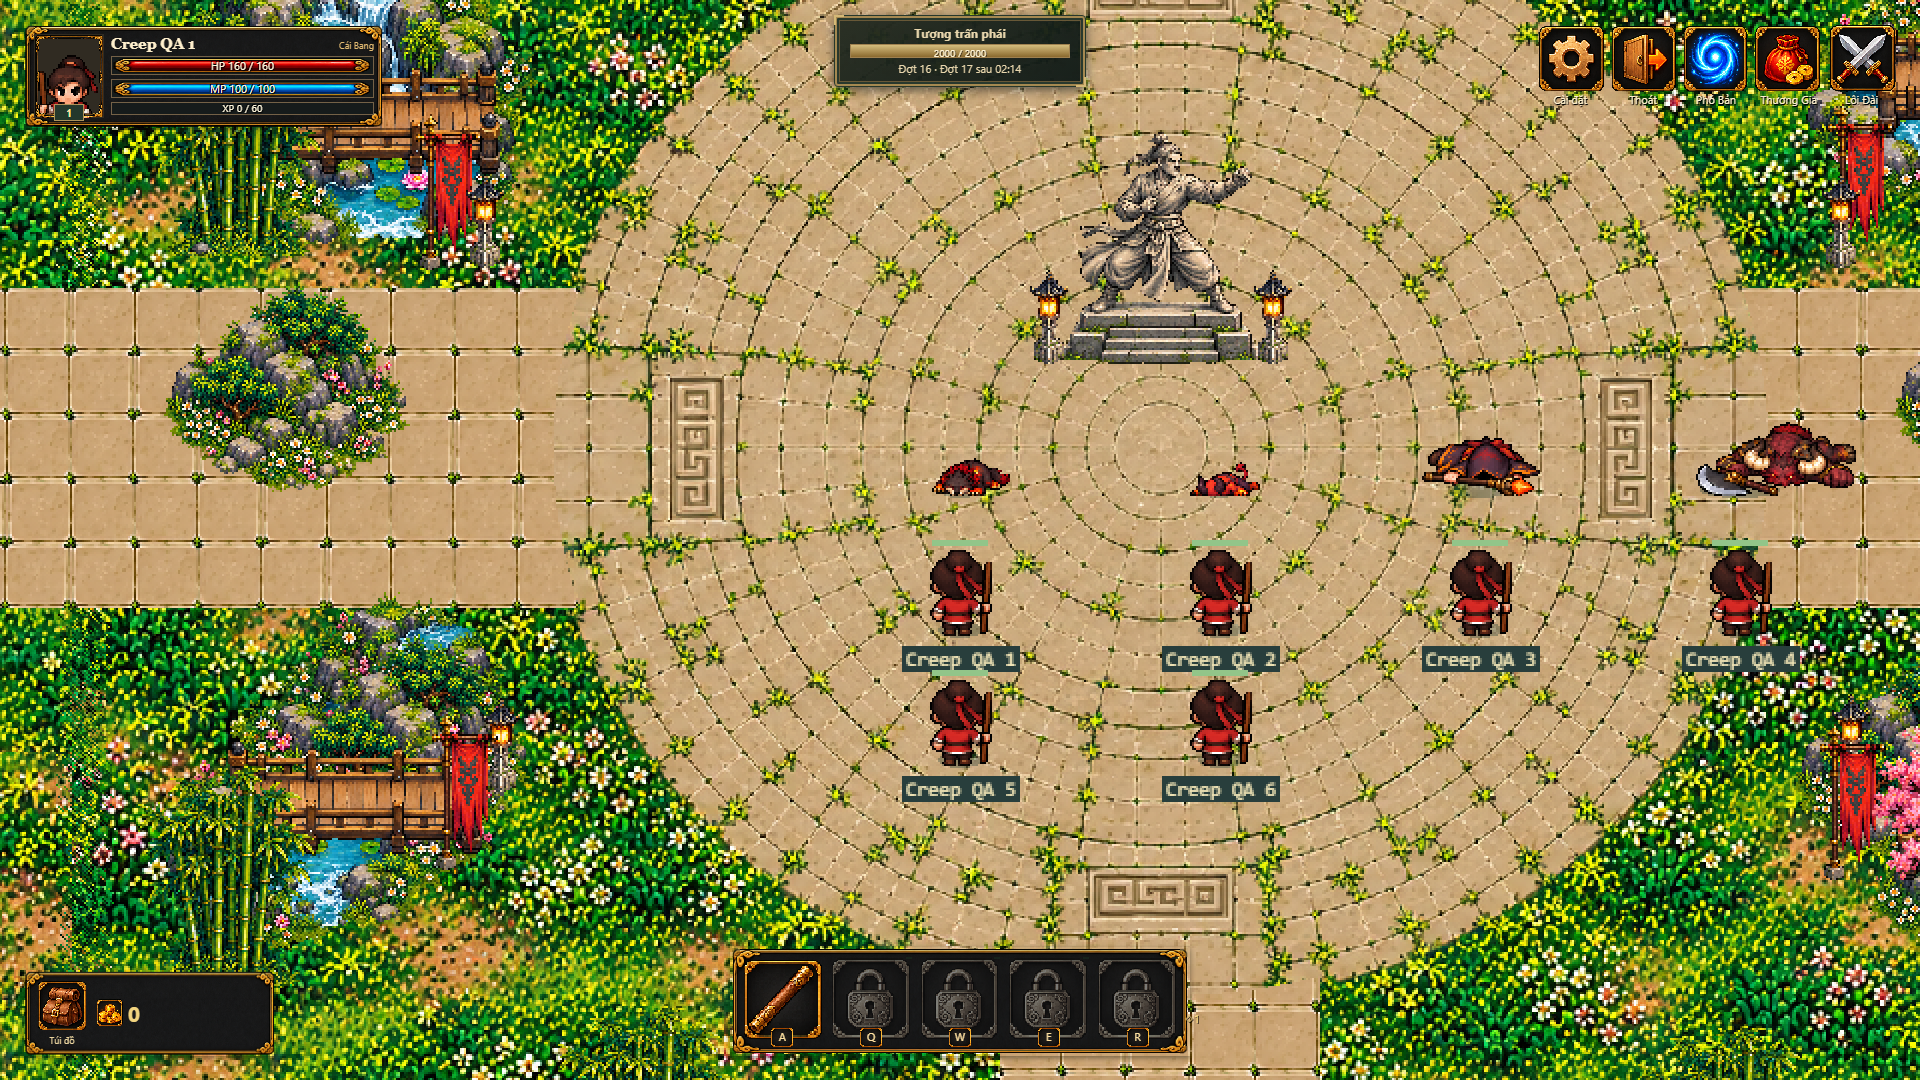 Creep QA 1
Cái Bang
HP 160 / 160
MP 100 / 100
XP 0 / 60
1
Tượng trấn phái
2000 / 2000
Đợt 16 · Đợt 17 sau 02:14
Cài đặt
Thoát
Phó Bản
Thương Gia
Lôi Đài
Creep QA 1
Creep QA 2
Creep QA 3
Creep QA 4
Creep QA 5
Creep QA 6
0
Túi đồ
A
Q
W
E
R